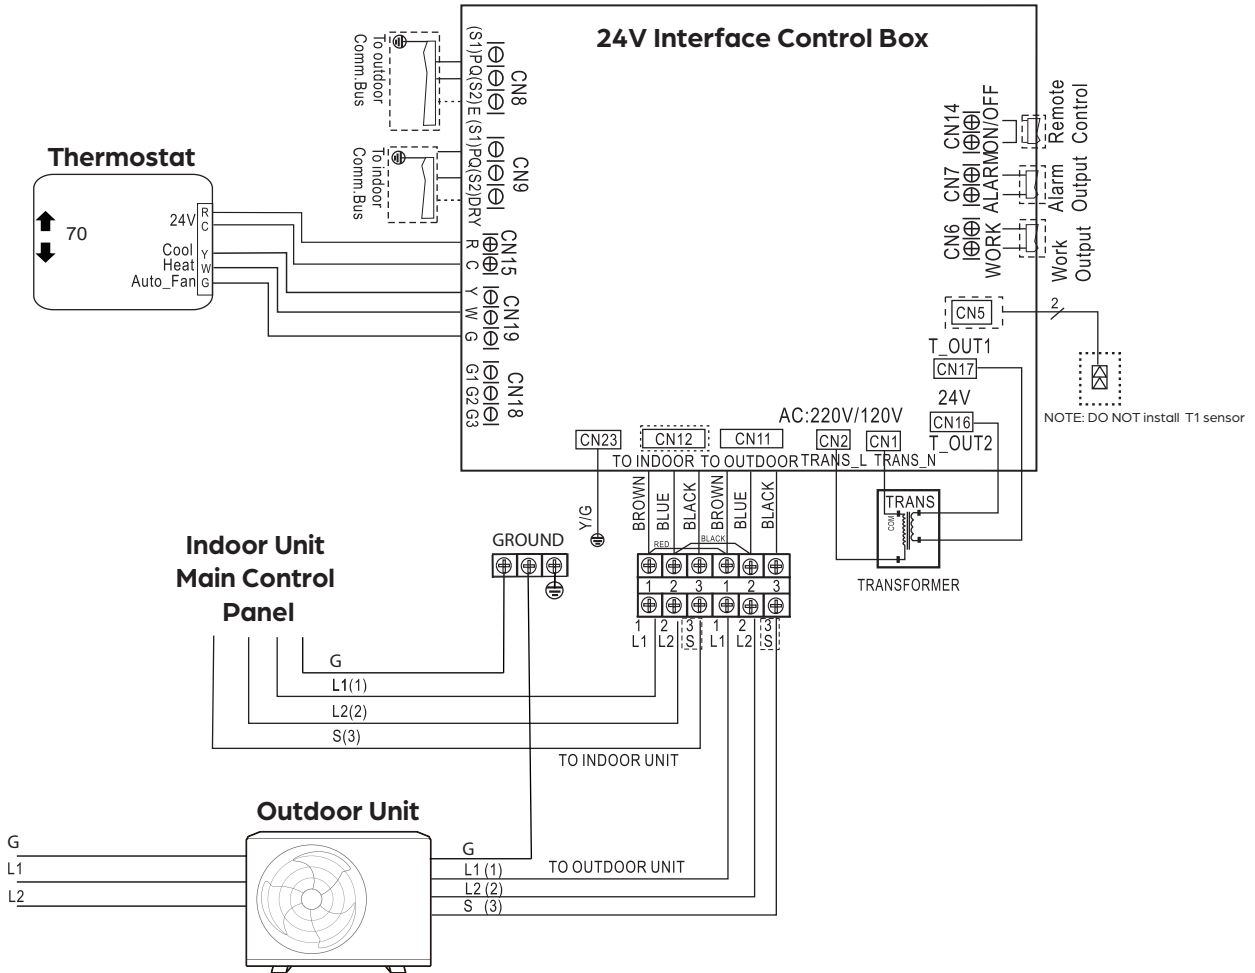 24V Interface Control Box
To outdoor
Comm.Bus
(S1)PQ(S2)E
CN8
To indoor
Comm.Bus
(S1)PQ(S2)DRY
CN9
Thermostat
70
24V
Cool
Heat
Auto_Fan
R
C
Y
W
G
R
C
CN15
Y
W
G
CN19
G1 G2 G3
CN18
CN14
ON/OFF
Remote
Control
CN7
ALARM
Alarm
Output
CN6
WORK
Work
Output
CN5
2
T_OUT1
CN17
24V
CN16
T_OUT2
NOTE: DO NOT install T1 sensor
AC:220V/120V
CN23
CN12
CN11
CN2
CN1
TO INDOOR
TO OUTDOOR
TRANS_L
TRANS_N
Y/G
BROWN
BLUE
BLACK
BROWN
BLUE
BLACK
RED
BLACK
TRANS
COM
TRANSFORMER
GROUND
1 2 3 1 2 3
1 2 3 1 2 3
L1 L2 S L1 L2 S
Indoor Unit
Main Control
Panel
G
L1(1)
L2(2)
S(3)
TO INDOOR UNIT
Outdoor Unit
G
L1
L2
G
L1 (1)
L2 (2)
S (3)
TO OUTDOOR UNIT